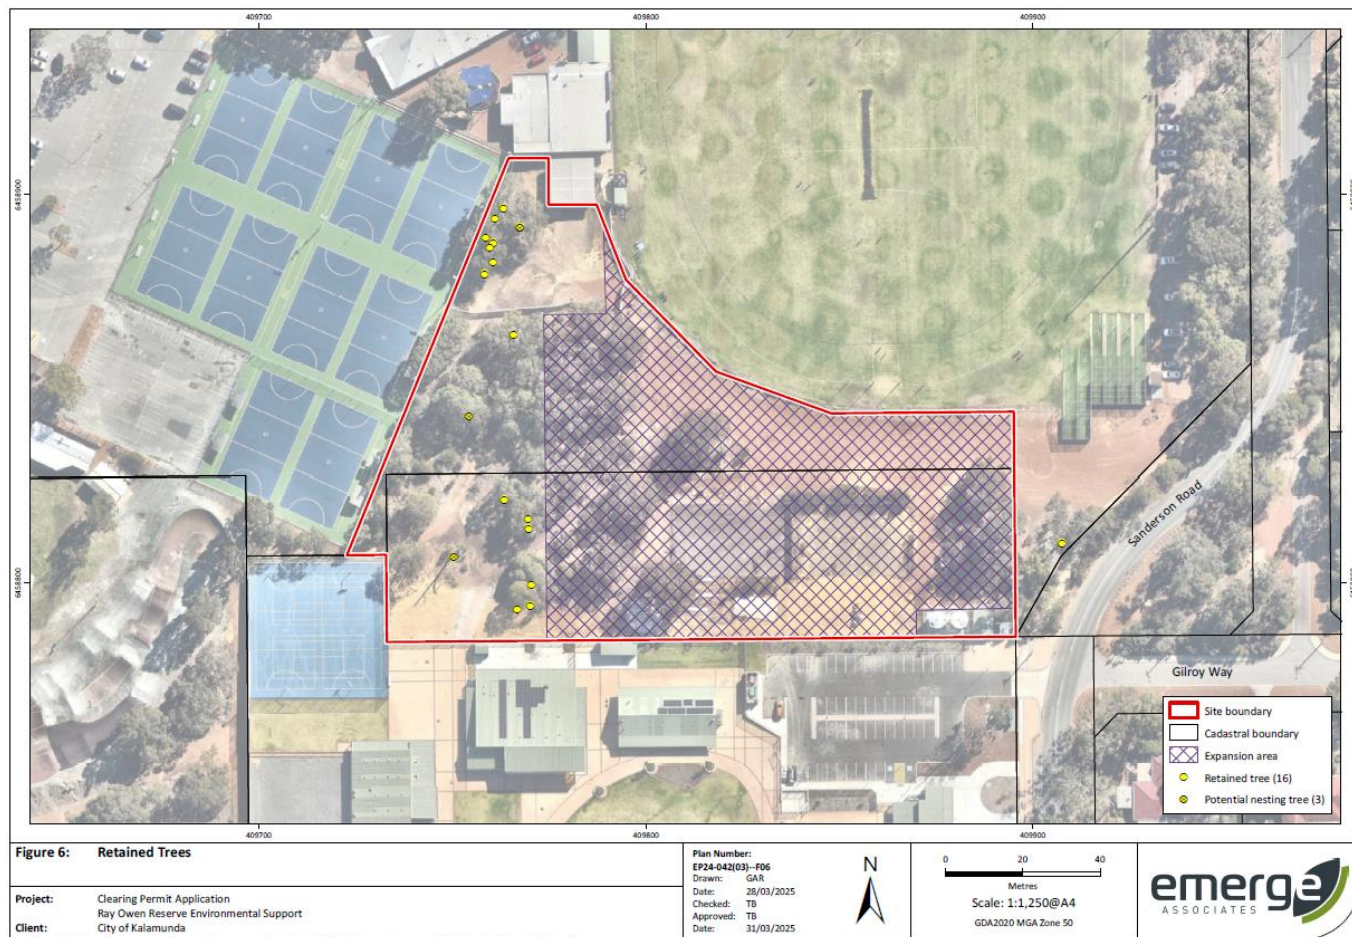 409700
409800
409900
6458900
6458800
Sanderson Road
Gilroy Way
Site boundary
Cadastral boundary
Expansion area
Retained tree (16)
Potential nesting tree (3)
409700
409800
409900
Figure 6: Retained Trees
Project: Clearing Permit Application
Ray Owen Reserve Environmental Support
Client: City of Kalamunda
Plan Number:
EP24-042(03)--F06
Drawn: GAR
Date: 28/03/2025
Checked: TB
Approved: TB
Date: 31/03/2025
N
0 20 40
Metres
Scale: 1:1,250@A4
GDA2020 MGA Zone 50
emerge
ASSOCIATES